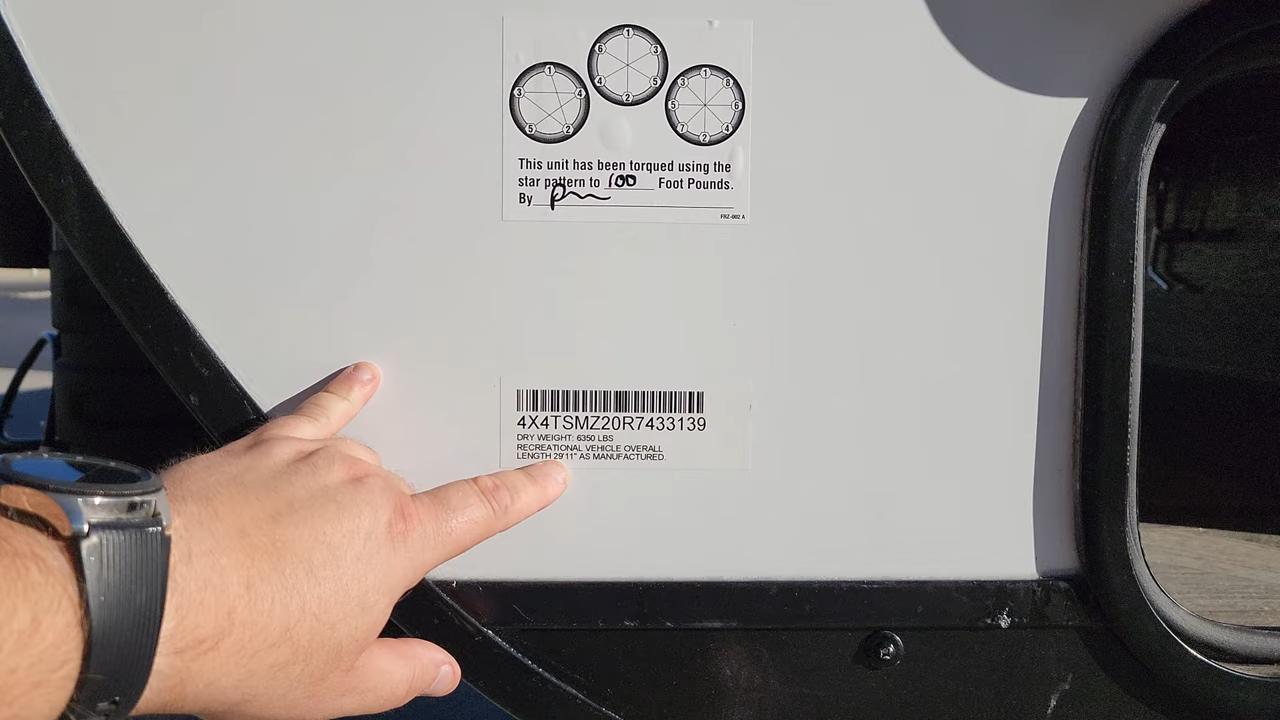 1
6 3
4 5
2
1
3 4
5 2
1
3 8
5 6
7 4
2
This unit has been torqued using the
star pattern to 100 Foot Pounds.
By
FRZ-002 A
4X4TSMZ20R7433139
DRY WEIGHT: 6350 LBS
RECREATIONAL VEHICLE OVERALL
LENGTH 29'11" AS MANUFACTURED.